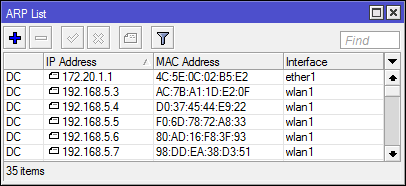 ARP List
Find
IP Address MAC Address Interface
DC 172.20.1.1 4C:5E:0C:02:B5:E2 ether1
DC 192.168.5.3 AC:7B:A1:1D:E2:0F wlan1
DC 192.168.5.4 D0:37:45:44:E9:22 wlan1
DC 192.168.5.5 F0:6D:78:72:A8:33 wlan1
DC 192.168.5.6 80:AD:16:F8:3F:93 wlan1
DC 192.168.5.7 98:DD:EA:38:D3:51 wlan1
35 items